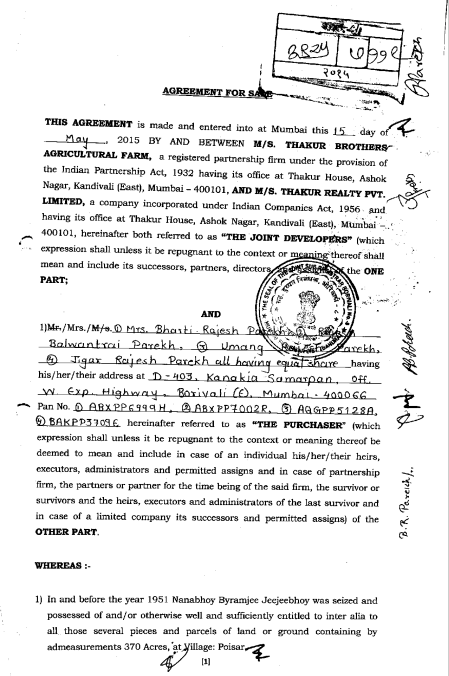 AGREEMENT FOR SALE
THIS AGREEMENT is made and entered into at Mumbai this 15 day of
May, 2015 BY AND BETWEEN M/S. THAKUR BROTHERS
AGRICULTURAL FARM, a registered partnership firm under the provision of
the Indian Partnership Act, 1932 having its office at Thakur House, Ashok
Nagar, Kandivali (East), Mumbai – 400101, AND M/S. THAKUR REALTY PVT.
LIMITED, a company incorporated under Indian Companies Act, 1956 and
having its office at Thakur House, Ashok Nagar, Kandivali (East), Mumbai –
400101, hereinafter both referred to as "THE JOINT DEVELOPERS" (which
expression shall unless it be repugnant to the context or meaning thereof shall
mean and include its successors, partners, directors of the ONE
PART;
AND
1)Mr./Mrs./M/s. ① Mrs. Bharti Rajesh Parekh, ②
Balwantrai Parekh, ③ Umang Parekh,
④ Jigar Rajesh Parekh all having equal share having
his/her/their address at D-403, Kanakia Samarpan, Off.
W. Exp. Highway, Borivali (E), Mumbai - 400066
Pan No. ① ABXPP6999H, ② ABXPP7002R, ③ AQGPP5128A,
④ BAKPP3709G hereinafter referred to as "THE PURCHASER" (which
expression shall unless it be repugnant to the context or meaning thereof be
deemed to mean and include in case of an individual his/her/their heirs,
executors, administrators and permitted assigns and in case of partnership
firm, the partners or partner for the time being of the said firm, the survivor or
survivors and the heirs, executors and administrators of the last survivor and
in case of a limited company its successors and permitted assigns) of the
OTHER PART.
WHEREAS :-
1) In and before the year 1951 Nanabhoy Byramjee Jeejeebhoy was seized and
possessed of and/or otherwise well and sufficiently entitled to inter alia to
all those several pieces and parcels of land or ground containing by
admeasurements 370 Acres, at Village: Poisar,
[1]
B.R. Pareich